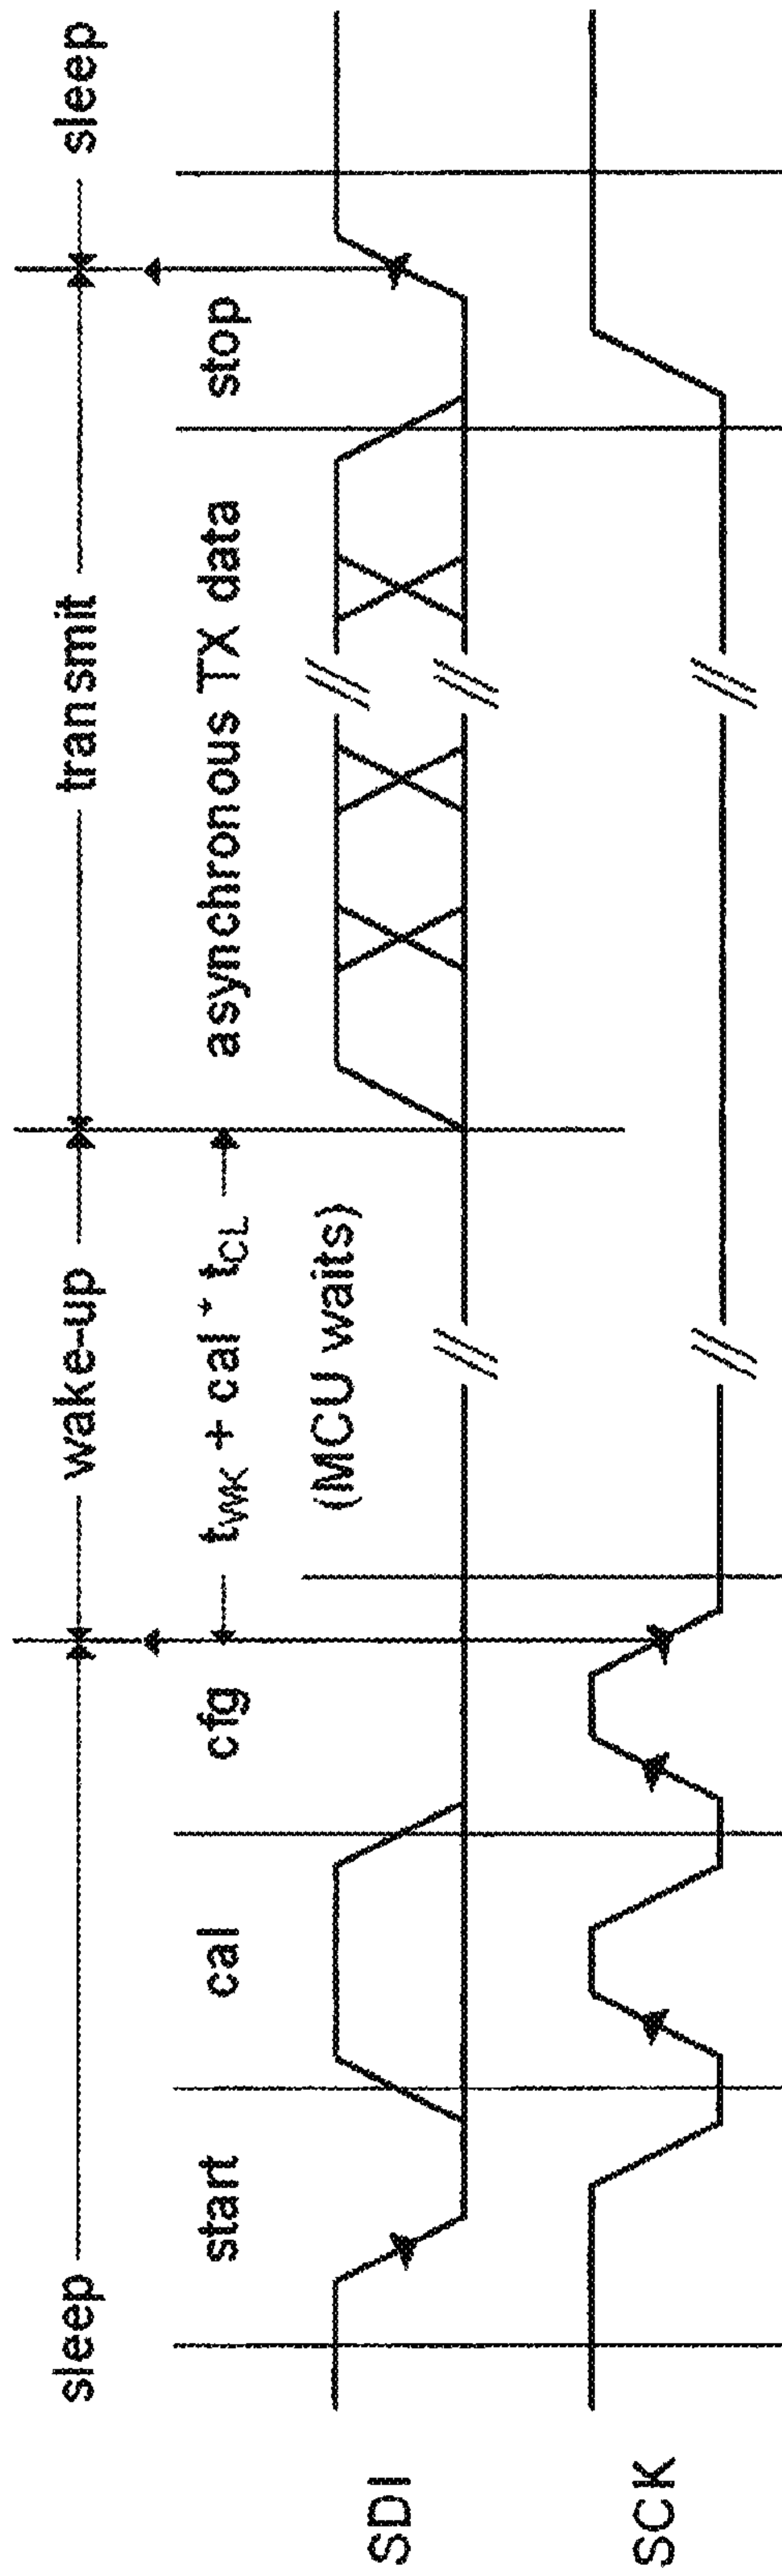 sleep wake-up transmit sleep
start cal cfg t_WK + cal * t_CL asynchronous TX data stop
(MCU waits)
SDI
SCK